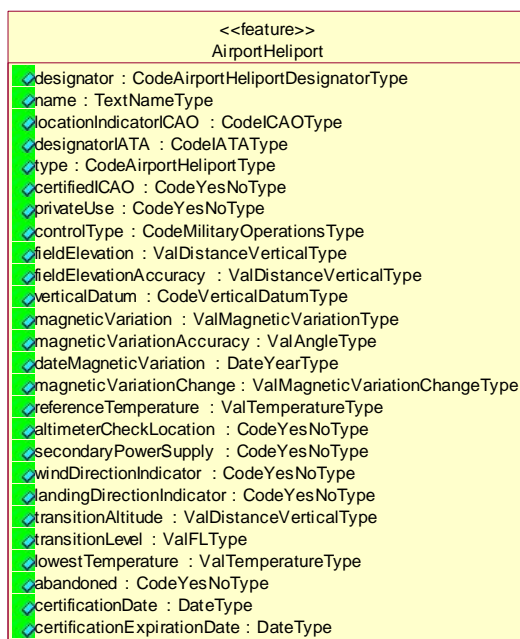 <<feature>>
AirportHeliport
designator : CodeAirportHeliportDesignatorType
name : TextNameType
locationIndicatorICAO : CodeICAOType
designatorIATA : CodeIATAType
type : CodeAirportHeliportType
certifiedICAO : CodeYesNoType
privateUse : CodeYesNoType
controlType : CodeMilitaryOperationsType
fieldElevation : ValDistanceVerticalType
fieldElevationAccuracy : ValDistanceVerticalType
verticalDatum : CodeVerticalDatumType
magneticVariation : ValMagneticVariationType
magneticVariationAccuracy : ValAngleType
dateMagneticVariation : DateYearType
magneticVariationChange : ValMagneticVariationChangeType
referenceTemperature : ValTemperatureType
altimeterCheckLocation : CodeYesNoType
secondaryPowerSupply : CodeYesNoType
windDirectionIndicator : CodeYesNoType
landingDirectionIndicator : CodeYesNoType
transitionAltitude : ValDistanceVerticalType
transitionLevel : ValFLType
lowestTemperature : ValTemperatureType
abandoned : CodeYesNoType
certificationDate : DateType
certificationExpirationDate : DateType